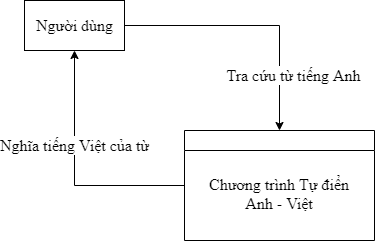 Người dùng
Tra cứu từ tiếng Anh
Nghĩa tiếng Việt của từ
Chương trình Tự điển
Anh - Việt